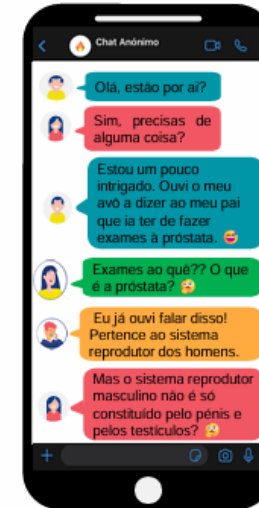 Chat Anónimo
Olá, estão por aí?
Sim, precisas de
alguma coisa?
Estou um pouco
intrigado. Ouvi o meu
avô a dizer ao meu pai
que ia ter de fazer
exames à próstata. 😅
Exames ao quê?? O que
é a próstata? 🤔
Eu já ouvi falar disso!
Pertence ao sistema
reprodutor dos homens.
Mas o sistema reprodutor
masculino não é só
constituído pelo pénis e
pelos testículos? 🤔